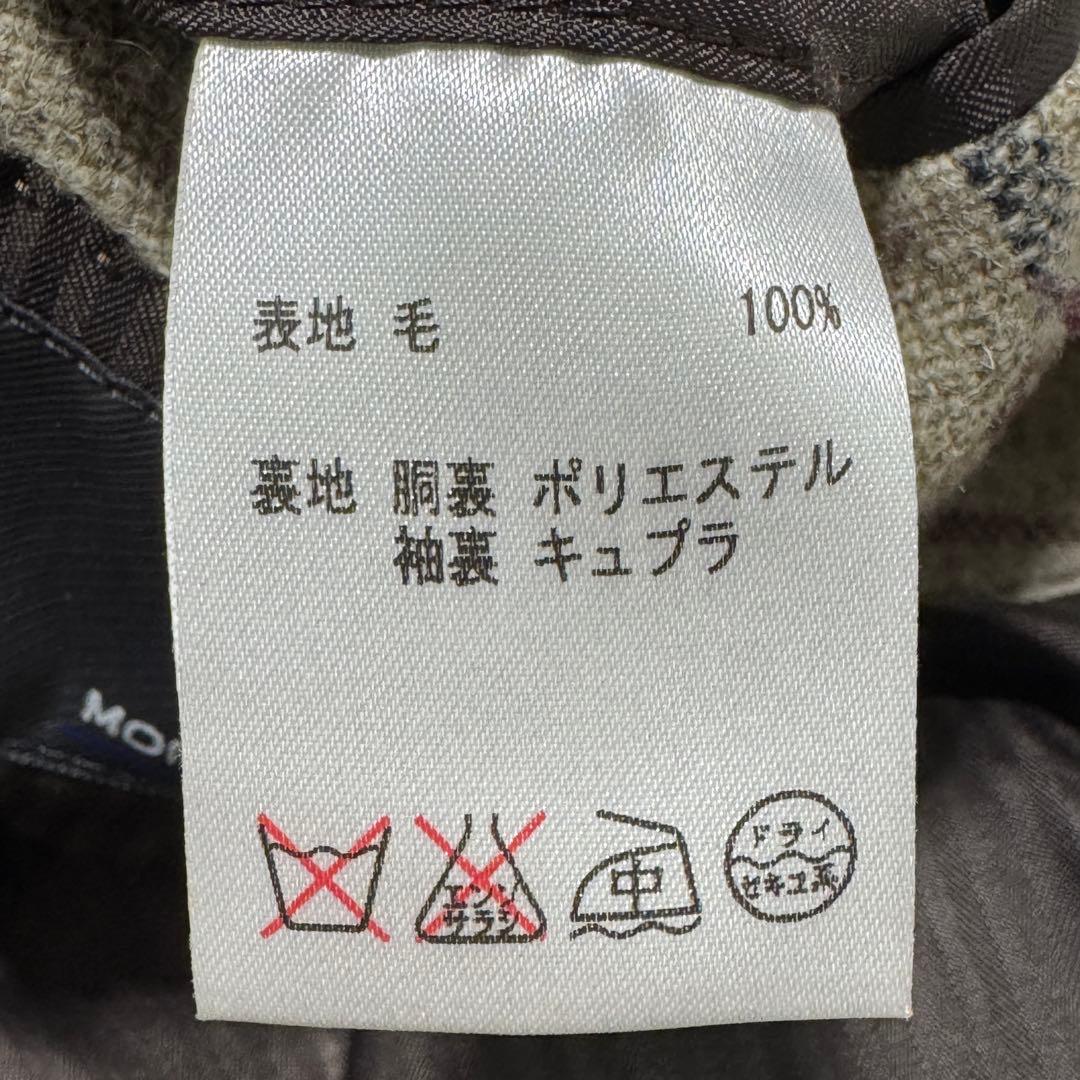 表地 毛 100%
裏地 胴裏 ポリエステル
袖裏 キュプラ
MO
エンソ
サラシ
中
ドライ
セキユ系